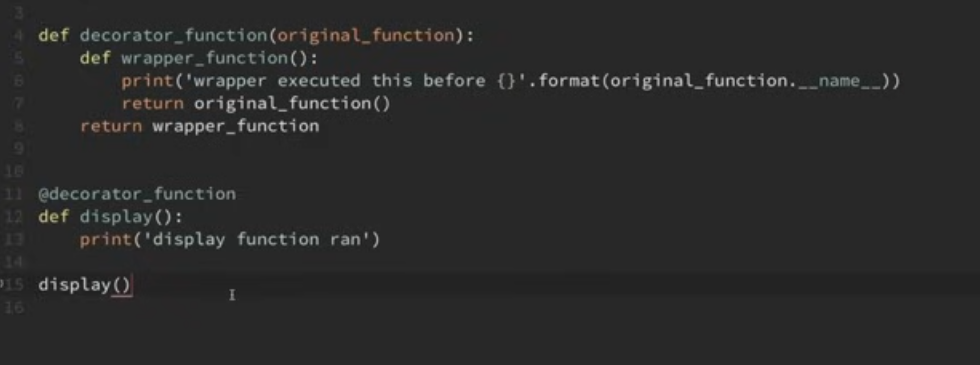 3
4 def decorator_function(original_function):
5     def wrapper_function():
6         print('wrapper executed this before {}'.format(original_function.__name__))
7         return original_function()
8     return wrapper_function
9
10
11 @decorator_function
12 def display():
13     print('display function ran')
14
15 display()
16